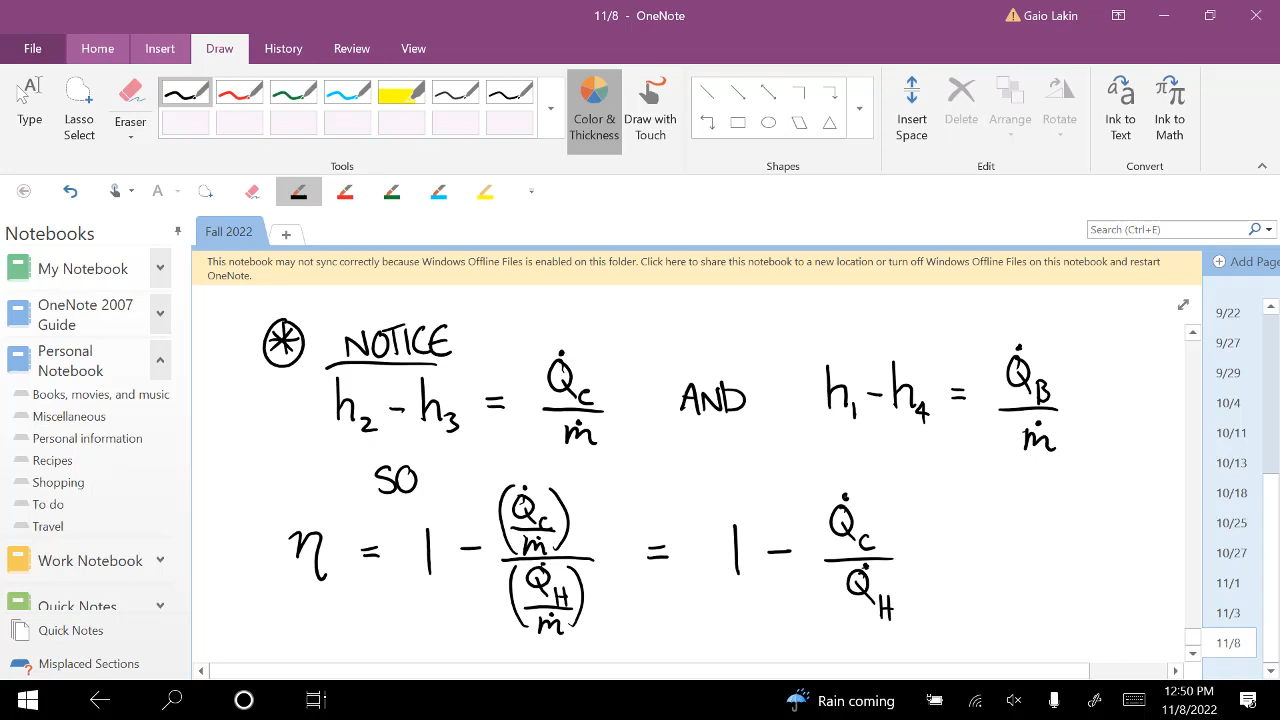 11/8 - OneNote
Gaio Lakin
File Home Insert Draw History Review View
Type
Lasso Select
Eraser
Color & Thickness
Draw with Touch
Insert Space
Delete
Arrange
Rotate
Ink to Text
Ink to Math
Tools
Shapes
Edit
Convert
Notebooks
My Notebook
OneNote 2007 Guide
Personal Notebook
Books, movies, and music
Miscellaneous
Personal information
Recipes
Shopping
To do
Travel
Work Notebook
Quick Notes
Quick Notes
Misplaced Sections
Fall 2022
Search (Ctrl+E)
This notebook may not sync correctly because Windows Offline Files is enabled on this folder. Click here to share this notebook to a new location or turn off Windows Offline Files on this notebook and restart
OneNote.
Add Page
⊛ NOTICE
h₂ - h₃ = Q̇_C / ṁ AND h₁ - h₄ = Q̇_B / ṁ
SO
η = 1 - (Q̇_C / ṁ) / (Q̇_H / ṁ) = 1 - Q̇_C / Q̇_H
9/22
9/27
9/29
10/4
10/11
10/13
10/18
10/25
10/27
11/1
11/3
11/8
Rain coming
12:50 PM
11/8/2022